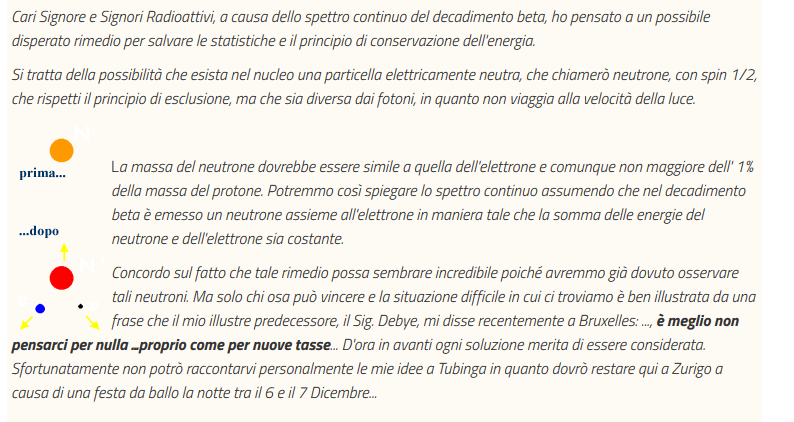 Cari Signore e Signori Radioattivi, a causa dello spettro continuo del decadimento beta, ho pensato a un possibile
disperato rimedio per salvare le statistiche e il principio di conservazione dell'energia.
Si tratta della possibilità che esista nel nucleo una particella elettricamente neutra, che chiamerò neutrone, con spin 1/2,
che rispetti il principio di esclusione, ma che sia diversa dai fotoni, in quanto non viaggia alla velocità della luce.
N
prima...
La massa del neutrone dovrebbe essere simile a quella dell'elettrone e comunque non maggiore dell' 1%
della massa del protone. Potremmo così spiegare lo spettro continuo assumendo che nel decadimento
beta è emesso un neutrone assieme all'elettrone in maniera tale che la somma delle energie del
neutrone e dell'elettrone sia costante.
...dopo
Concordo sul fatto che tale rimedio possa sembrare incredibile poiché avremmo già dovuto osservare
tali neutroni. Ma solo chi osa può vincere e la situazione difficile in cui ci troviamo è ben illustrata da una
frase che il mio illustre predecessore, il Sig. Debye, mi disse recentemente a Bruxelles: ..., è meglio non
pensarci per nulla ...proprio come per nuove tasse... D'ora in avanti ogni soluzione merita di essere considerata.
Sfortunatamente non potrò raccontarvi personalmente le mie idee a Tubinga in quanto dovrò restare qui a Zurigo a
causa di una festa da ballo la notte tra il 6 e il 7 Dicembre...